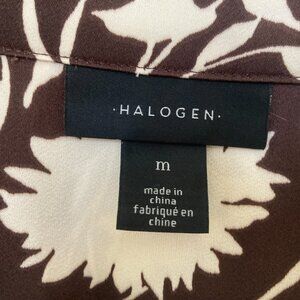 ·HALOGEN·
m
made in
china
fabriqué en
chine